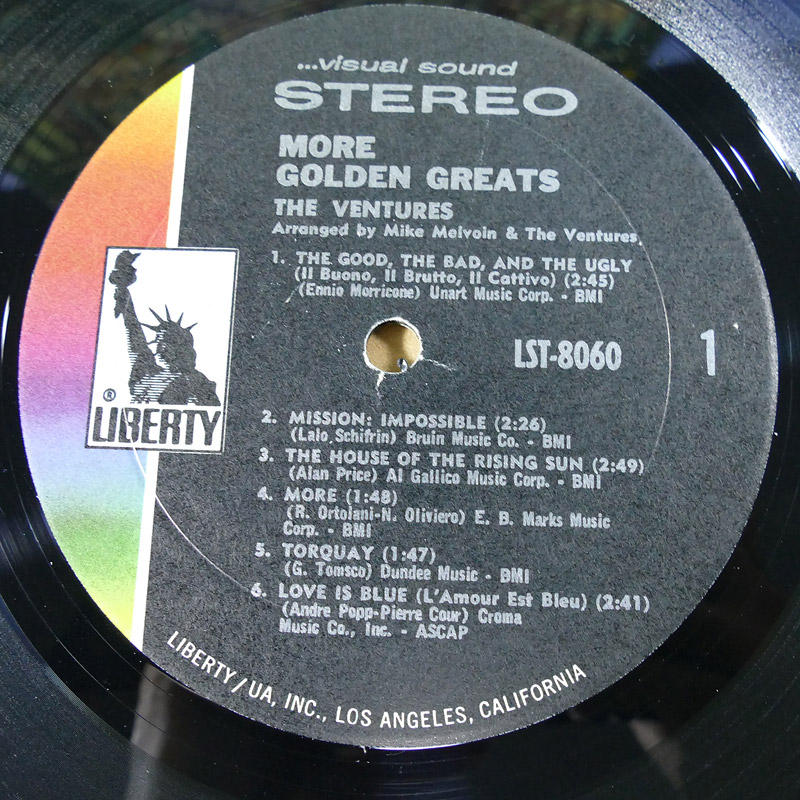 ...visual sound
STEREO
MORE
GOLDEN GREATS
THE VENTURES
Arranged by Mike Melvoin & The Ventures
1. THE GOOD, THE BAD, AND THE UGLY
(Il Buono, Il Brutto, Il Cattivo) (2:45)
(Ennio Morricone) Unart Music Corp. - BMI
LST-8060
1
®
LIBERTY
2. MISSION: IMPOSSIBLE (2:26)
(Lalo Schifrin) Bruin Music Co. - BMI
3. THE HOUSE OF THE RISING SUN (2:49)
(Alan Price) Al Gallico Music Corp. - BMI
4. MORE (1:48)
(R. Ortolani-N. Oliviero) E. B. Marks Music
Corp. - BMI
5. TORQUAY (1:47)
(G. Tomsco) Dundee Music - BMI
6. LOVE IS BLUE (L'Amour Est Bleu) (2:41)
(Andre Popp-Pierre Cour) Croma
Music Co., Inc. - ASCAP
LIBERTY/UA, INC., LOS ANGELES, CALIFORNIA